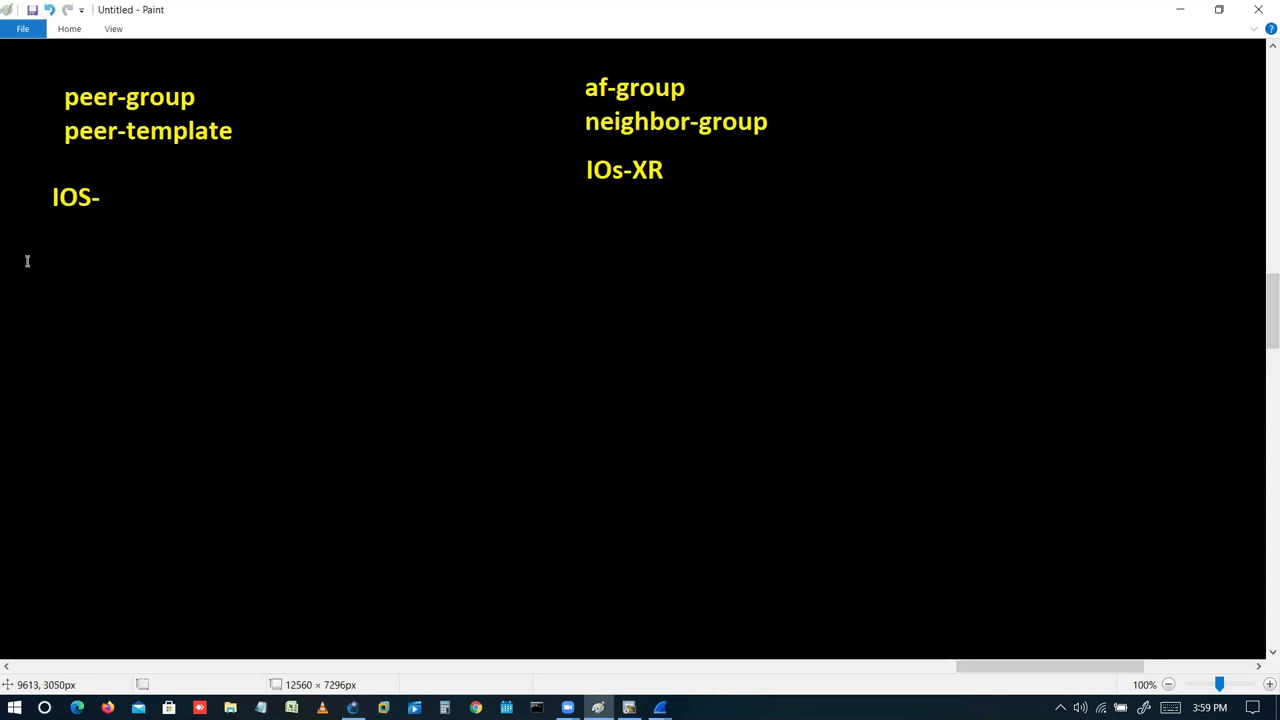 Untitled - Paint
File Home View
peer-group
peer-template
IOS-
af-group
neighbor-group
IOs-XR
9613, 3050px
12560 × 7296px
100%
3:59 PM